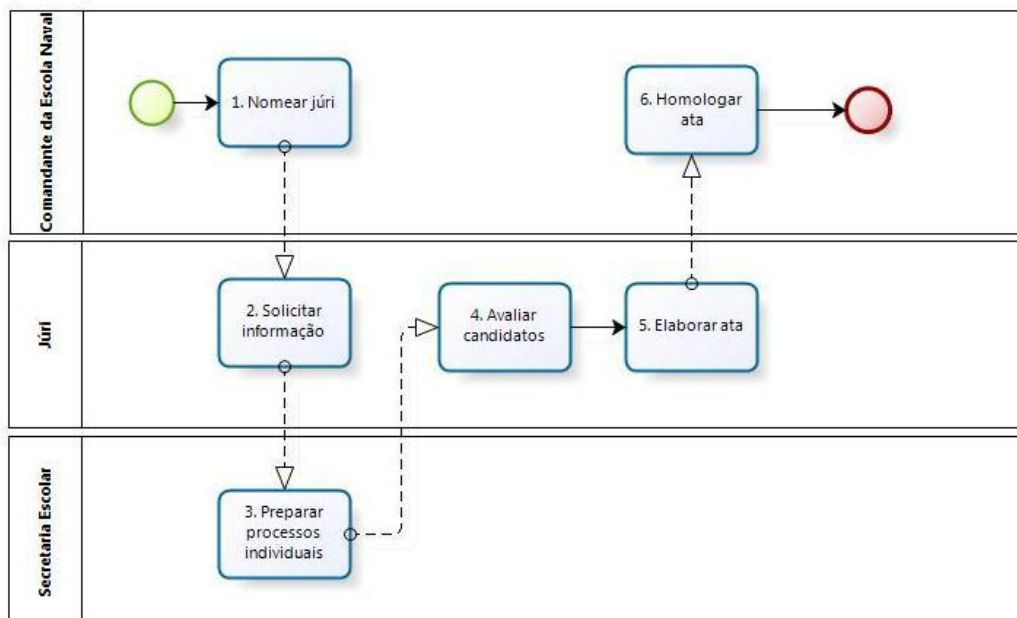 Comandante da Escola Naval
1. Nomear júri
6. Homologar
ata
Júri
2. Solicitar
informação
4. Avaliar
candidatos
5. Elaborar ata
Secretaria Escolar
3. Preparar
processos
individuais